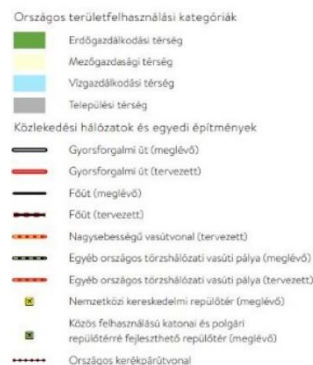 Országos területfelhasználási kategóriák
Erdőgazdálkodási térség
Mezőgazdasági térség
Vízgazdálkodási térség
Települési térség
Közlekedési hálózatok és egyedi építmények
Gyorsforgalmi út (meglévő)
Gyorsforgalmi út (tervezett)
Főút (meglévő)
Főút (tervezett)
Nagysebességű vasútvonal (tervezett)
Egyéb országos törzshálózati vasúti pálya (meglévő)
Egyéb országos törzshálózati vasúti pálya (tervezett)
Nemzetközi kereskedelmi repülőtér (meglévő)
Közös felhasználású katonai és polgári
repülőtérré fejleszthető repülőtér (meglévő)
Országos kerékpárútvonal